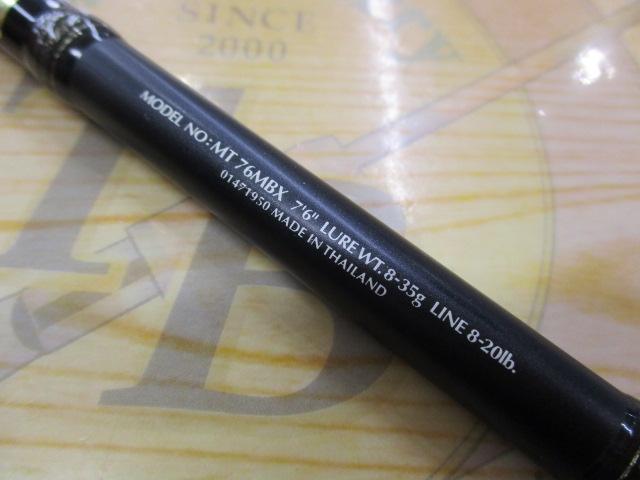 SINCE
2000
TB
MODEL NO: MT 76MBX 7'6" LURE WT. 8-35g LINE 8-20lb.
01471950 MADE IN THAILAND